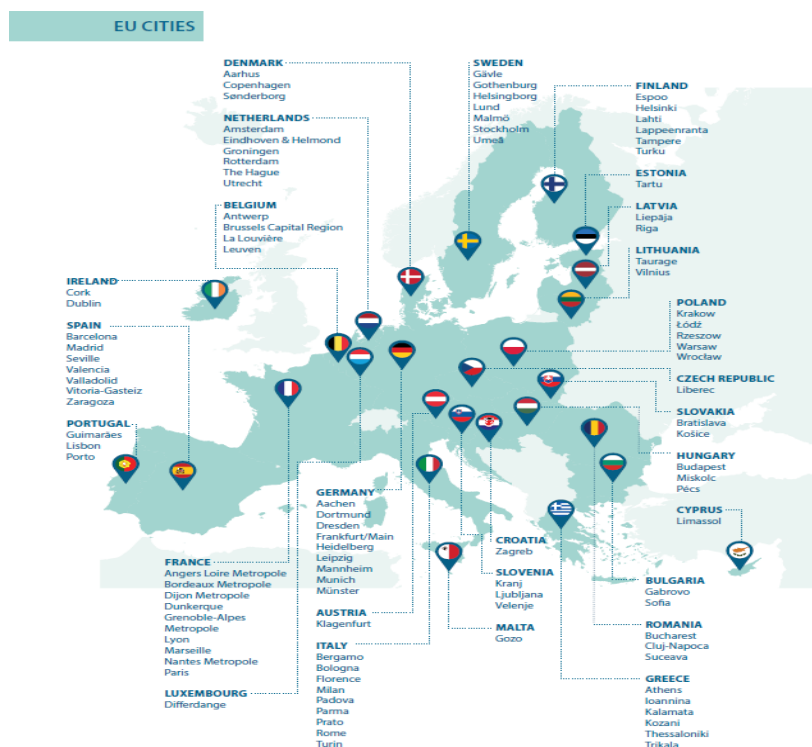 EU CITIES
DENMARK
Aarhus
Copenhagen
Sønderborg
NETHERLANDS
Amsterdam
Eindhoven & Helmond
Groningen
Rotterdam
The Hague
Utrecht
BELGIUM
Antwerp
Brussels Capital Region
La Louvière
Leuven
IRELAND
Cork
Dublin
SPAIN
Barcelona
Madrid
Seville
Valencia
Valladolid
Vitoria-Gasteiz
Zaragoza
PORTUGAL
Guimarães
Lisbon
Porto
SWEDEN
Gävle
Gothenburg
Helsingborg
Lund
Malmö
Stockholm
Umeå
FINLAND
Espoo
Helsinki
Lahti
Lappeenranta
Tampere
Turku
ESTONIA
Tartu
LATVIA
Liepāja
Riga
LITHUANIA
Taurage
Vilnius
POLAND
Krakow
Łódź
Rzeszow
Warsaw
Wrocław
CZECH REPUBLIC
Liberec
SLOVAKIA
Bratislava
Košice
HUNGARY
Budapest
Miskolc
Pécs
CYPRUS
Limassol
FRANCE
Angers Loire Metropole
Bordeaux Metropole
Dijon Metropole
Dunkerque
Grenoble-Alpes
Metropole
Lyon
Marseille
Nantes Metropole
Paris
LUXEMBOURG
Differdange
GERMANY
Aachen
Dortmund
Dresden
Frankfurt/Main
Heidelberg
Leipzig
Mannheim
Munich
Münster
AUSTRIA
Klagenfurt
ITALY
Bergamo
Bologna
Florence
Milan
Padova
Parma
Prato
Rome
Turin
CROATIA
Zagreb
SLOVENIA
Kranj
Ljubljana
Velenje
MALTA
Gozo
BULGARIA
Gabrovo
Sofia
ROMANIA
Bucharest
Cluj-Napoca
Suceava
GREECE
Athens
Ioannina
Kalamata
Kozani
Thessaloniki
Trikala